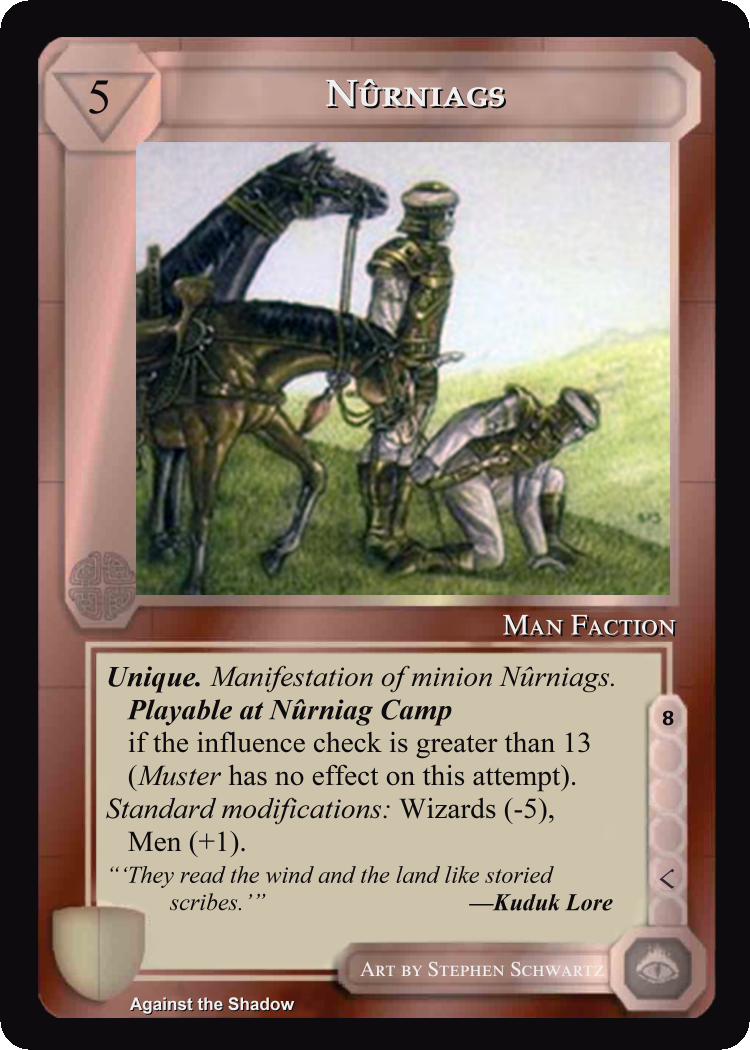 5
NÛRNIAGS
MAN FACTION
Unique. Manifestation of minion Nûrniags.
Playable at Nûrniag Camp
if the influence check is greater than 13
(Muster has no effect on this attempt).
Standard modifications: Wizards (-5),
Men (+1).
“‘They read the wind and the land like storied
scribes.’” —Kuduk Lore
8
<
ART BY STEPHEN SCHWARTZ
Against the Shadow